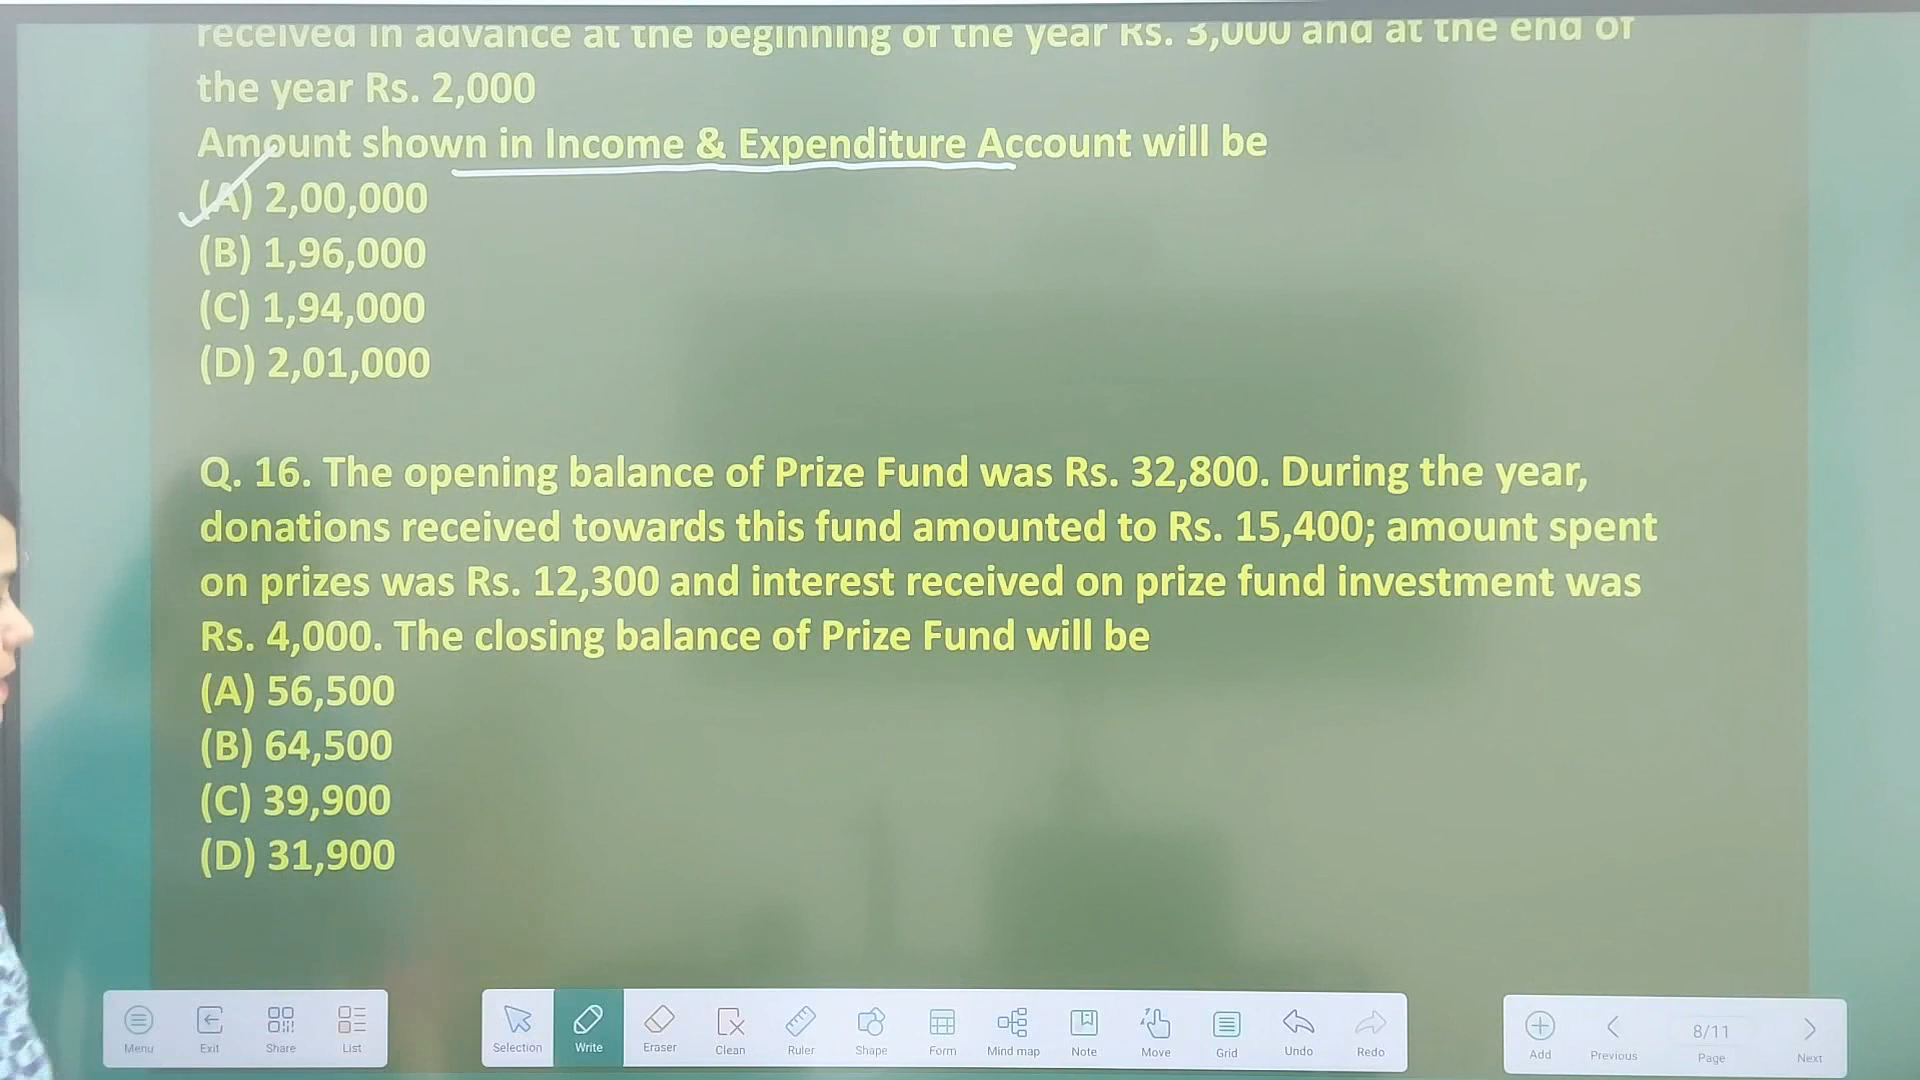 received in advance at the beginning of the year Rs. 3,000 and at the end of
the year Rs. 2,000
Amount shown in Income & Expenditure Account will be
(A) 2,00,000
(B) 1,96,000
(C) 1,94,000
(D) 2,01,000
Q. 16. The opening balance of Prize Fund was Rs. 32,800. During the year,
donations received towards this fund amounted to Rs. 15,400; amount spent
on prizes was Rs. 12,300 and interest received on prize fund investment was
Rs. 4,000. The closing balance of Prize Fund will be
(A) 56,500
(B) 64,500
(C) 39,900
(D) 31,900
Menu Exit Share List Selection Write Eraser Clean Ruler Shape Form Mind map Note Move Grid Undo Redo Add Previous 8/11 Page Next